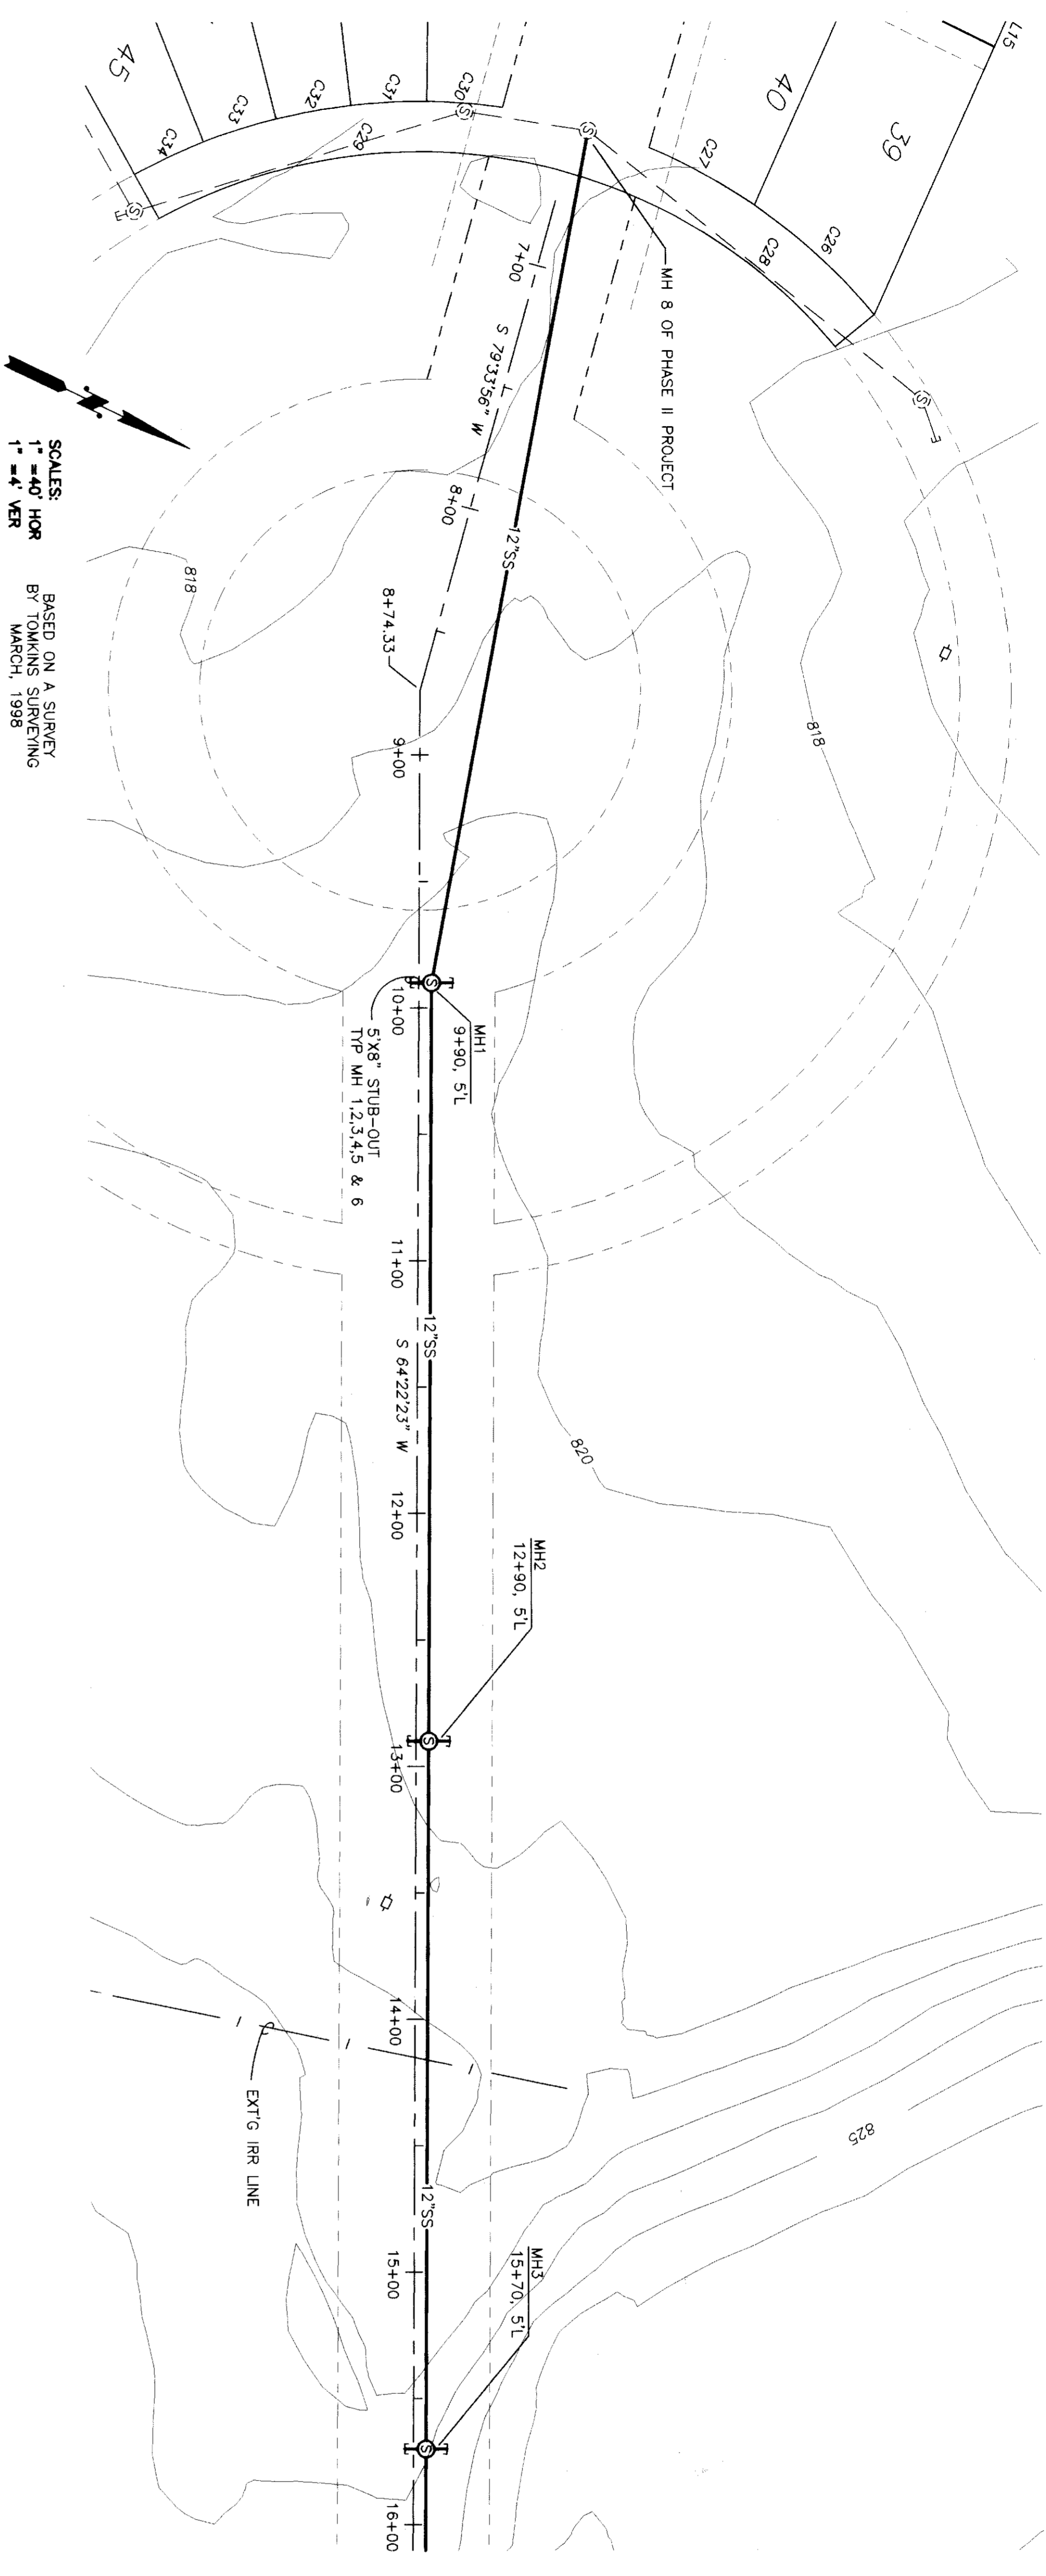 L15
45
C34
C33
C32
C31
C30
C29
C27
C28
C26
40
39
MH 8 OF PHASE II PROJECT
7+00
S 79°33'56" W
8+00
12"SS
8+74.33
9+00
818
818
SCALES:
1" =40' HOR
1" =4' VER
BASED ON A SURVEY
BY TOMKINS SURVEYING
MARCH, 1998
MH1
9+90, 5'L
10+00
5'X8" STUB-OUT
TYP MH 1,2,3,4,5 & 6
11+00
12"SS
S 64°22'23" W
820
12+00
MH2
12+90, 5'L
13+00
14+00
EXT'G IRR LINE
825
12"SS
15+00
MH3
15+70, 5'L
16+00
S
S
S
S
S
S
S